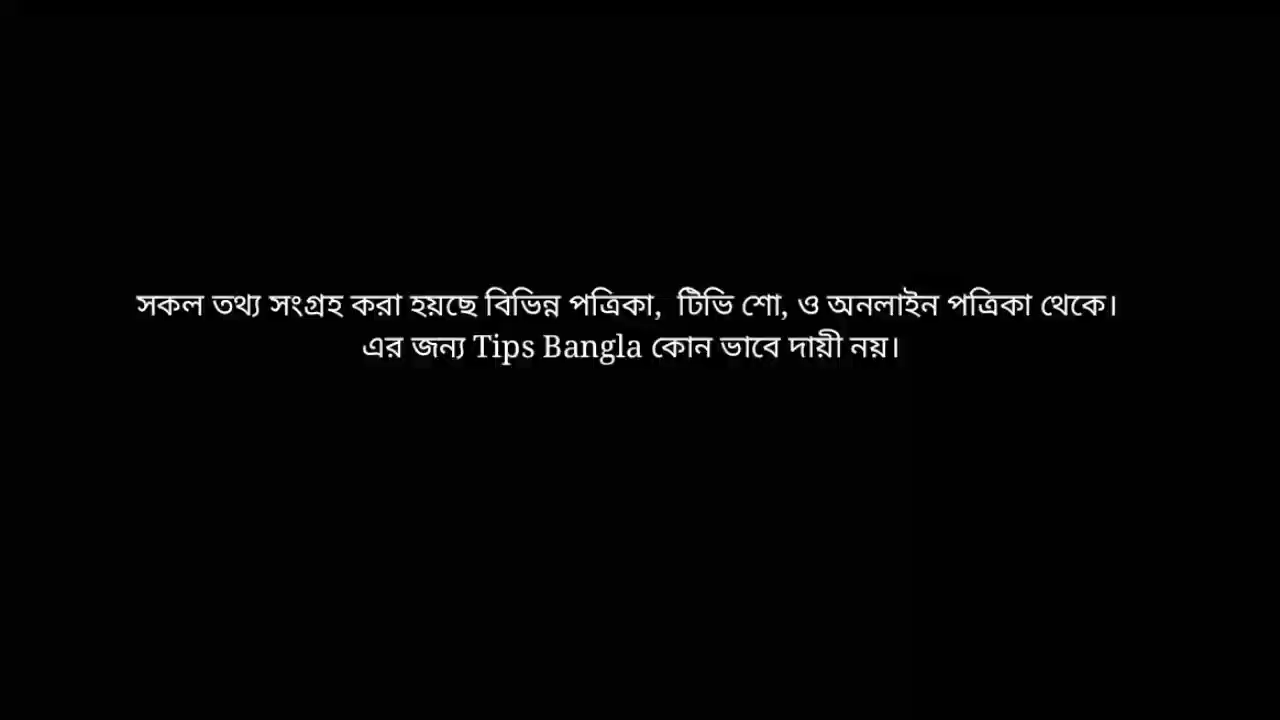 সকল তথ্য সংগ্রহ করা হয়ছে বিভিন্ন পত্রিকা, টিভি শো, ও অনলাইন পত্রিকা থেকে।
এর জন্য Tips Bangla কোন ভাবে দায়ী নয়।